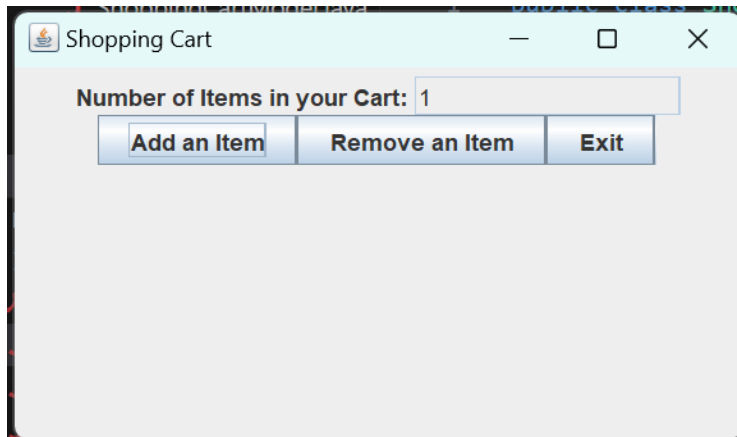 Shopping Cart
Number of Items in your Cart: 1
Add an Item Remove an Item Exit